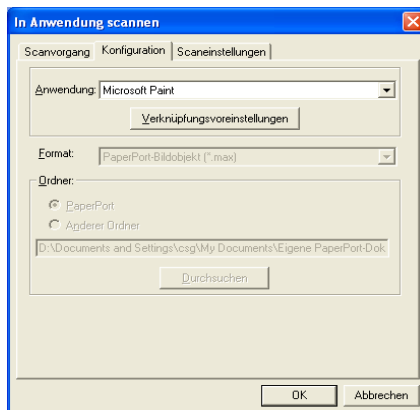 In Anwendung scannen
Scanvorgang Konfiguration Scaneinstellungen
Anwendung: Microsoft Paint
Verknüpfungsvoreinstellungen
Format: PaperPort-Bildobjekt (*.max)
Ordner:
PaperPort
Anderer Ordner
D:\Documents and Settings\csg\My Documents\Eigene PaperPort-Dok
Durchsuchen
OK Abbrechen